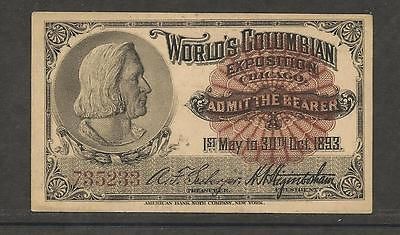 WORLD'S COLUMBIAN
EXPOSITION
CHICAGO
ADMIT THE BEARER
A
1ST May to 30TH Oct. 1893.
735233
TREASURER. PRESIDENT.
AMERICAN BANK NOTE COMPANY, NEW YORK.